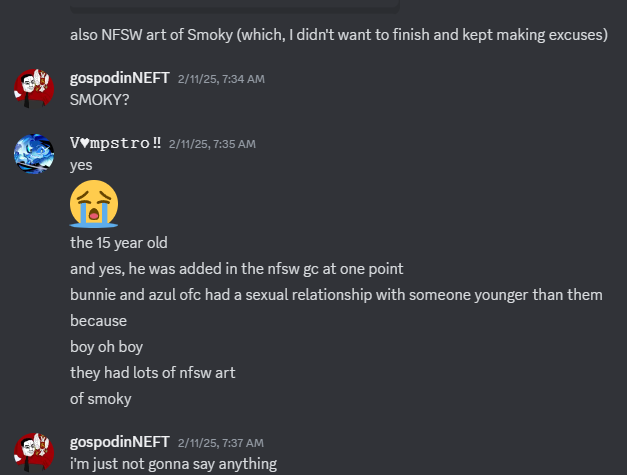 also NFSW art of Smoky (which, I didn't want to finish and kept making excuses)
gospodinNEFT 2/11/25, 7:34 AM
SMOKY?
V♥mpstro‼ 2/11/25, 7:35 AM
yes
the 15 year old
and yes, he was added in the nfsw gc at one point
bunnie and azul ofc had a sexual relationship with someone younger than them
because
boy oh boy
they had lots of nfsw art
of smoky
gospodinNEFT 2/11/25, 7:37 AM
i'm just not gonna say anything